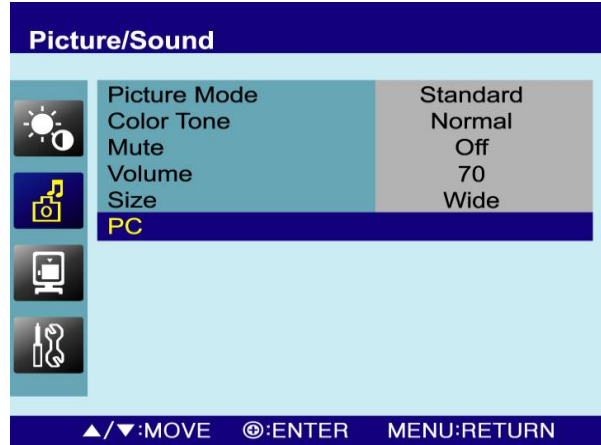 Picture/Sound
Picture Mode Standard
Color Tone Normal
Mute Off
Volume 70
Size Wide
PC
▲/▼:MOVE ⊕:ENTER MENU:RETURN